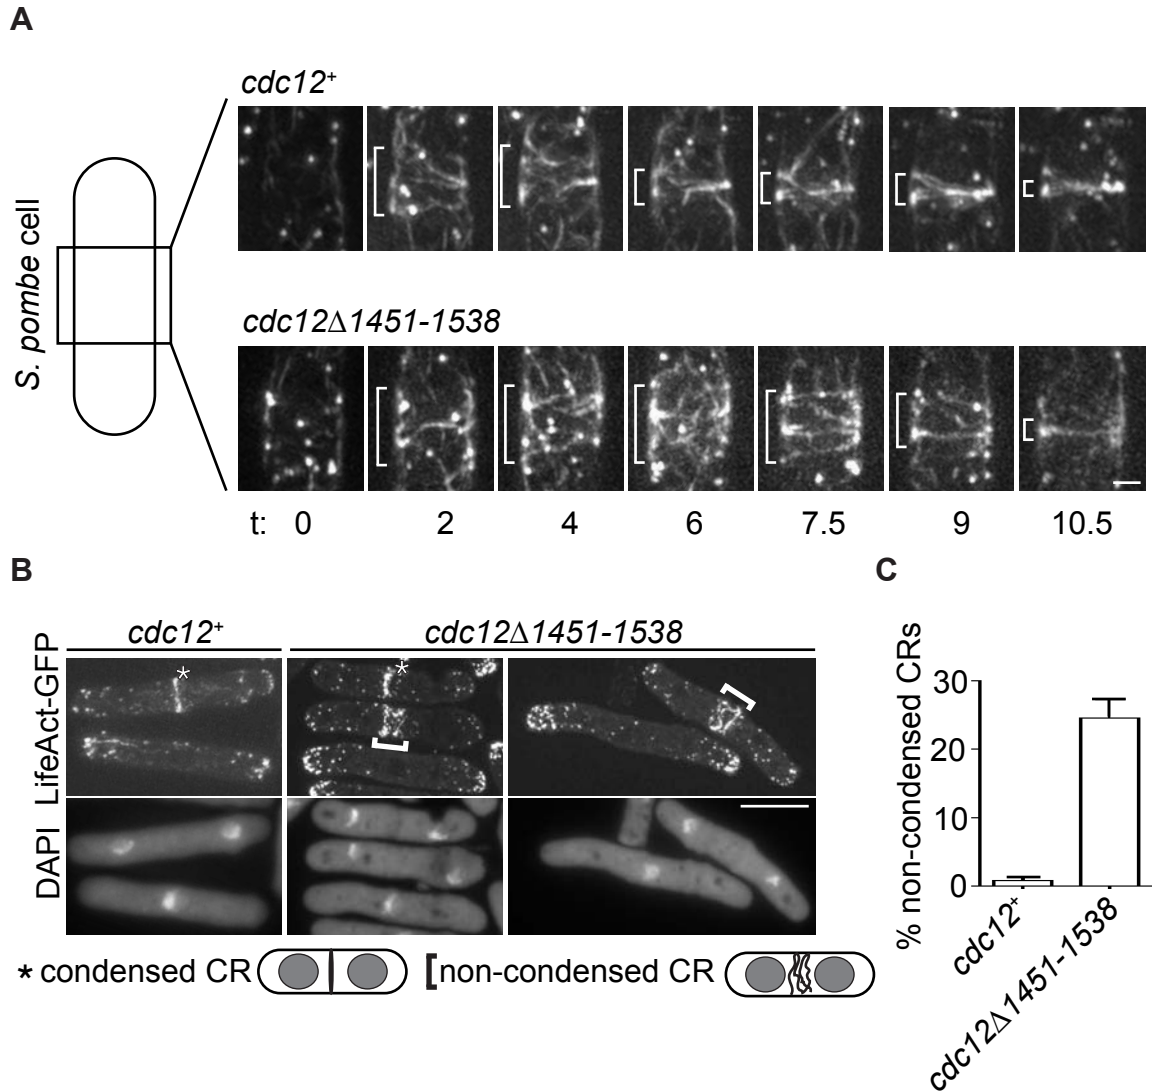 A
cdc12+
S. pombe cell
cdc12Δ1451-1538
t: 0 2 4 6 7.5 9 10.5
B
cdc12+ cdc12Δ1451-1538
LifeAct-GFP
* *
DAPI
* condensed CR [non-condensed CR
C
% non-condensed CRs
30
20
10
0
cdc12+
cdc12Δ1451-1538